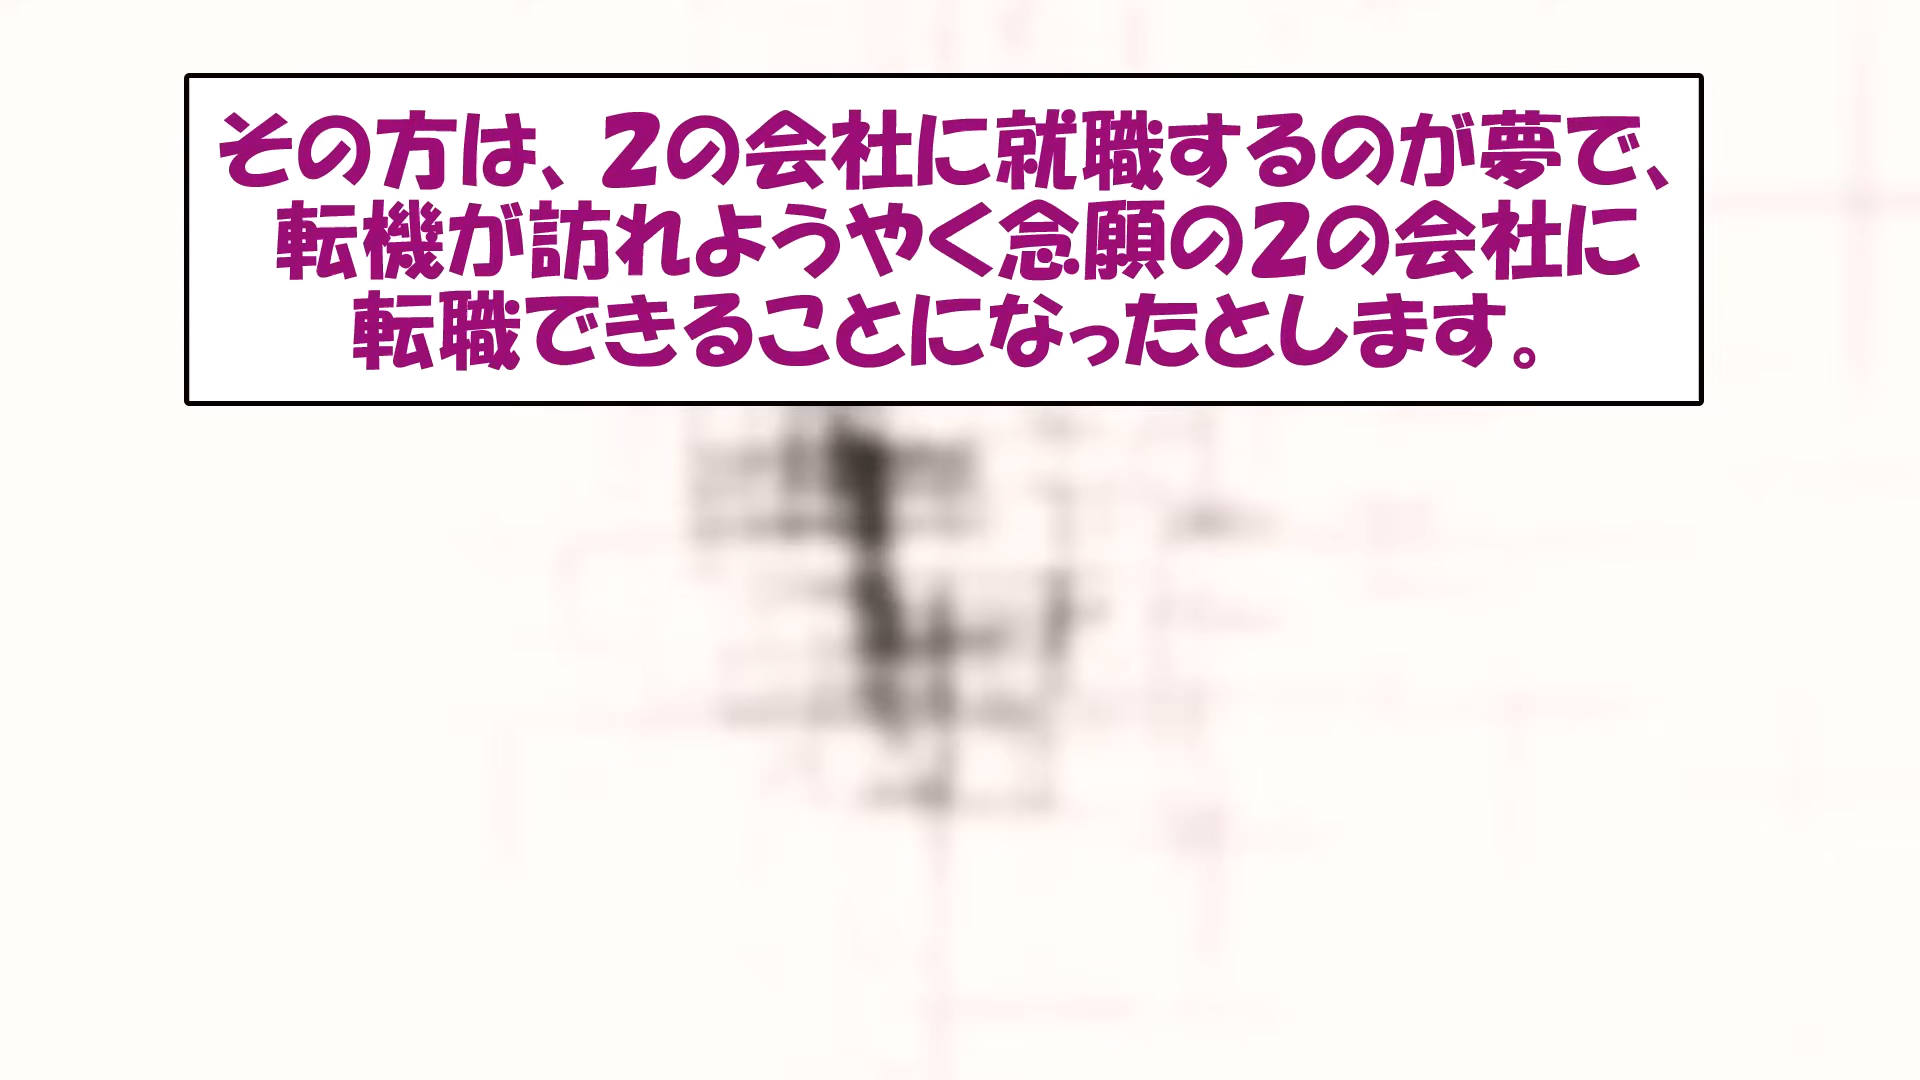 その方は、2の会社に就職するのが夢で、
転機が訪れようやく念願の2の会社に
転職できることになったとします。